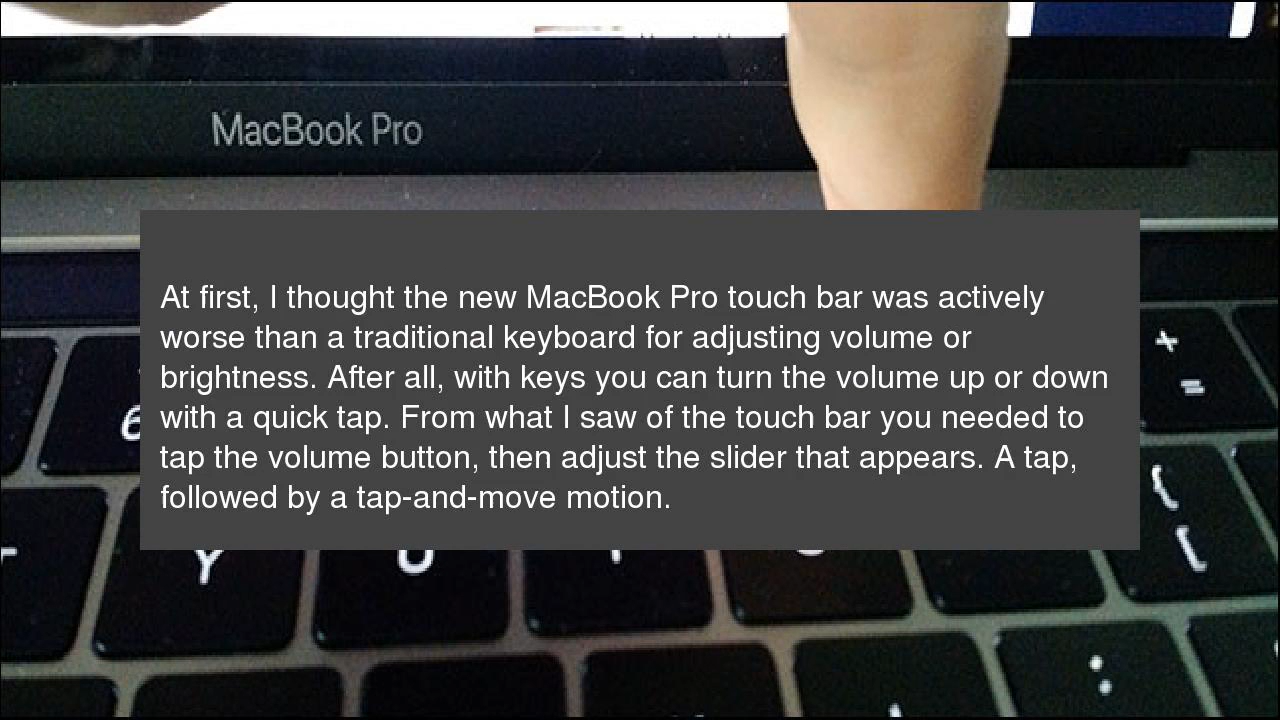 MacBook Pro
At first, I thought the new MacBook Pro touch bar was actively
worse than a traditional keyboard for adjusting volume or
brightness. After all, with keys you can turn the volume up or down
with a quick tap. From what I saw of the touch bar you needed to
tap the volume button, then adjust the slider that appears. A tap,
followed by a tap-and-move motion.
+
=
6
{
[
Y U
: